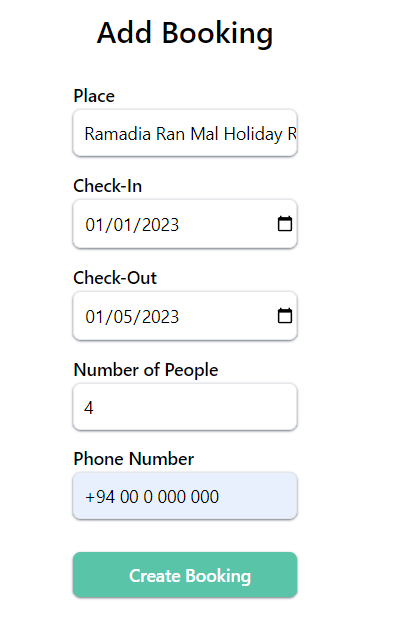 Add Booking
Place
Ramadia Ran Mal Holiday R
Check-In
01/01/2023
Check-Out
01/05/2023
Number of People
4
Phone Number
+94 00 0 000 000
Create Booking